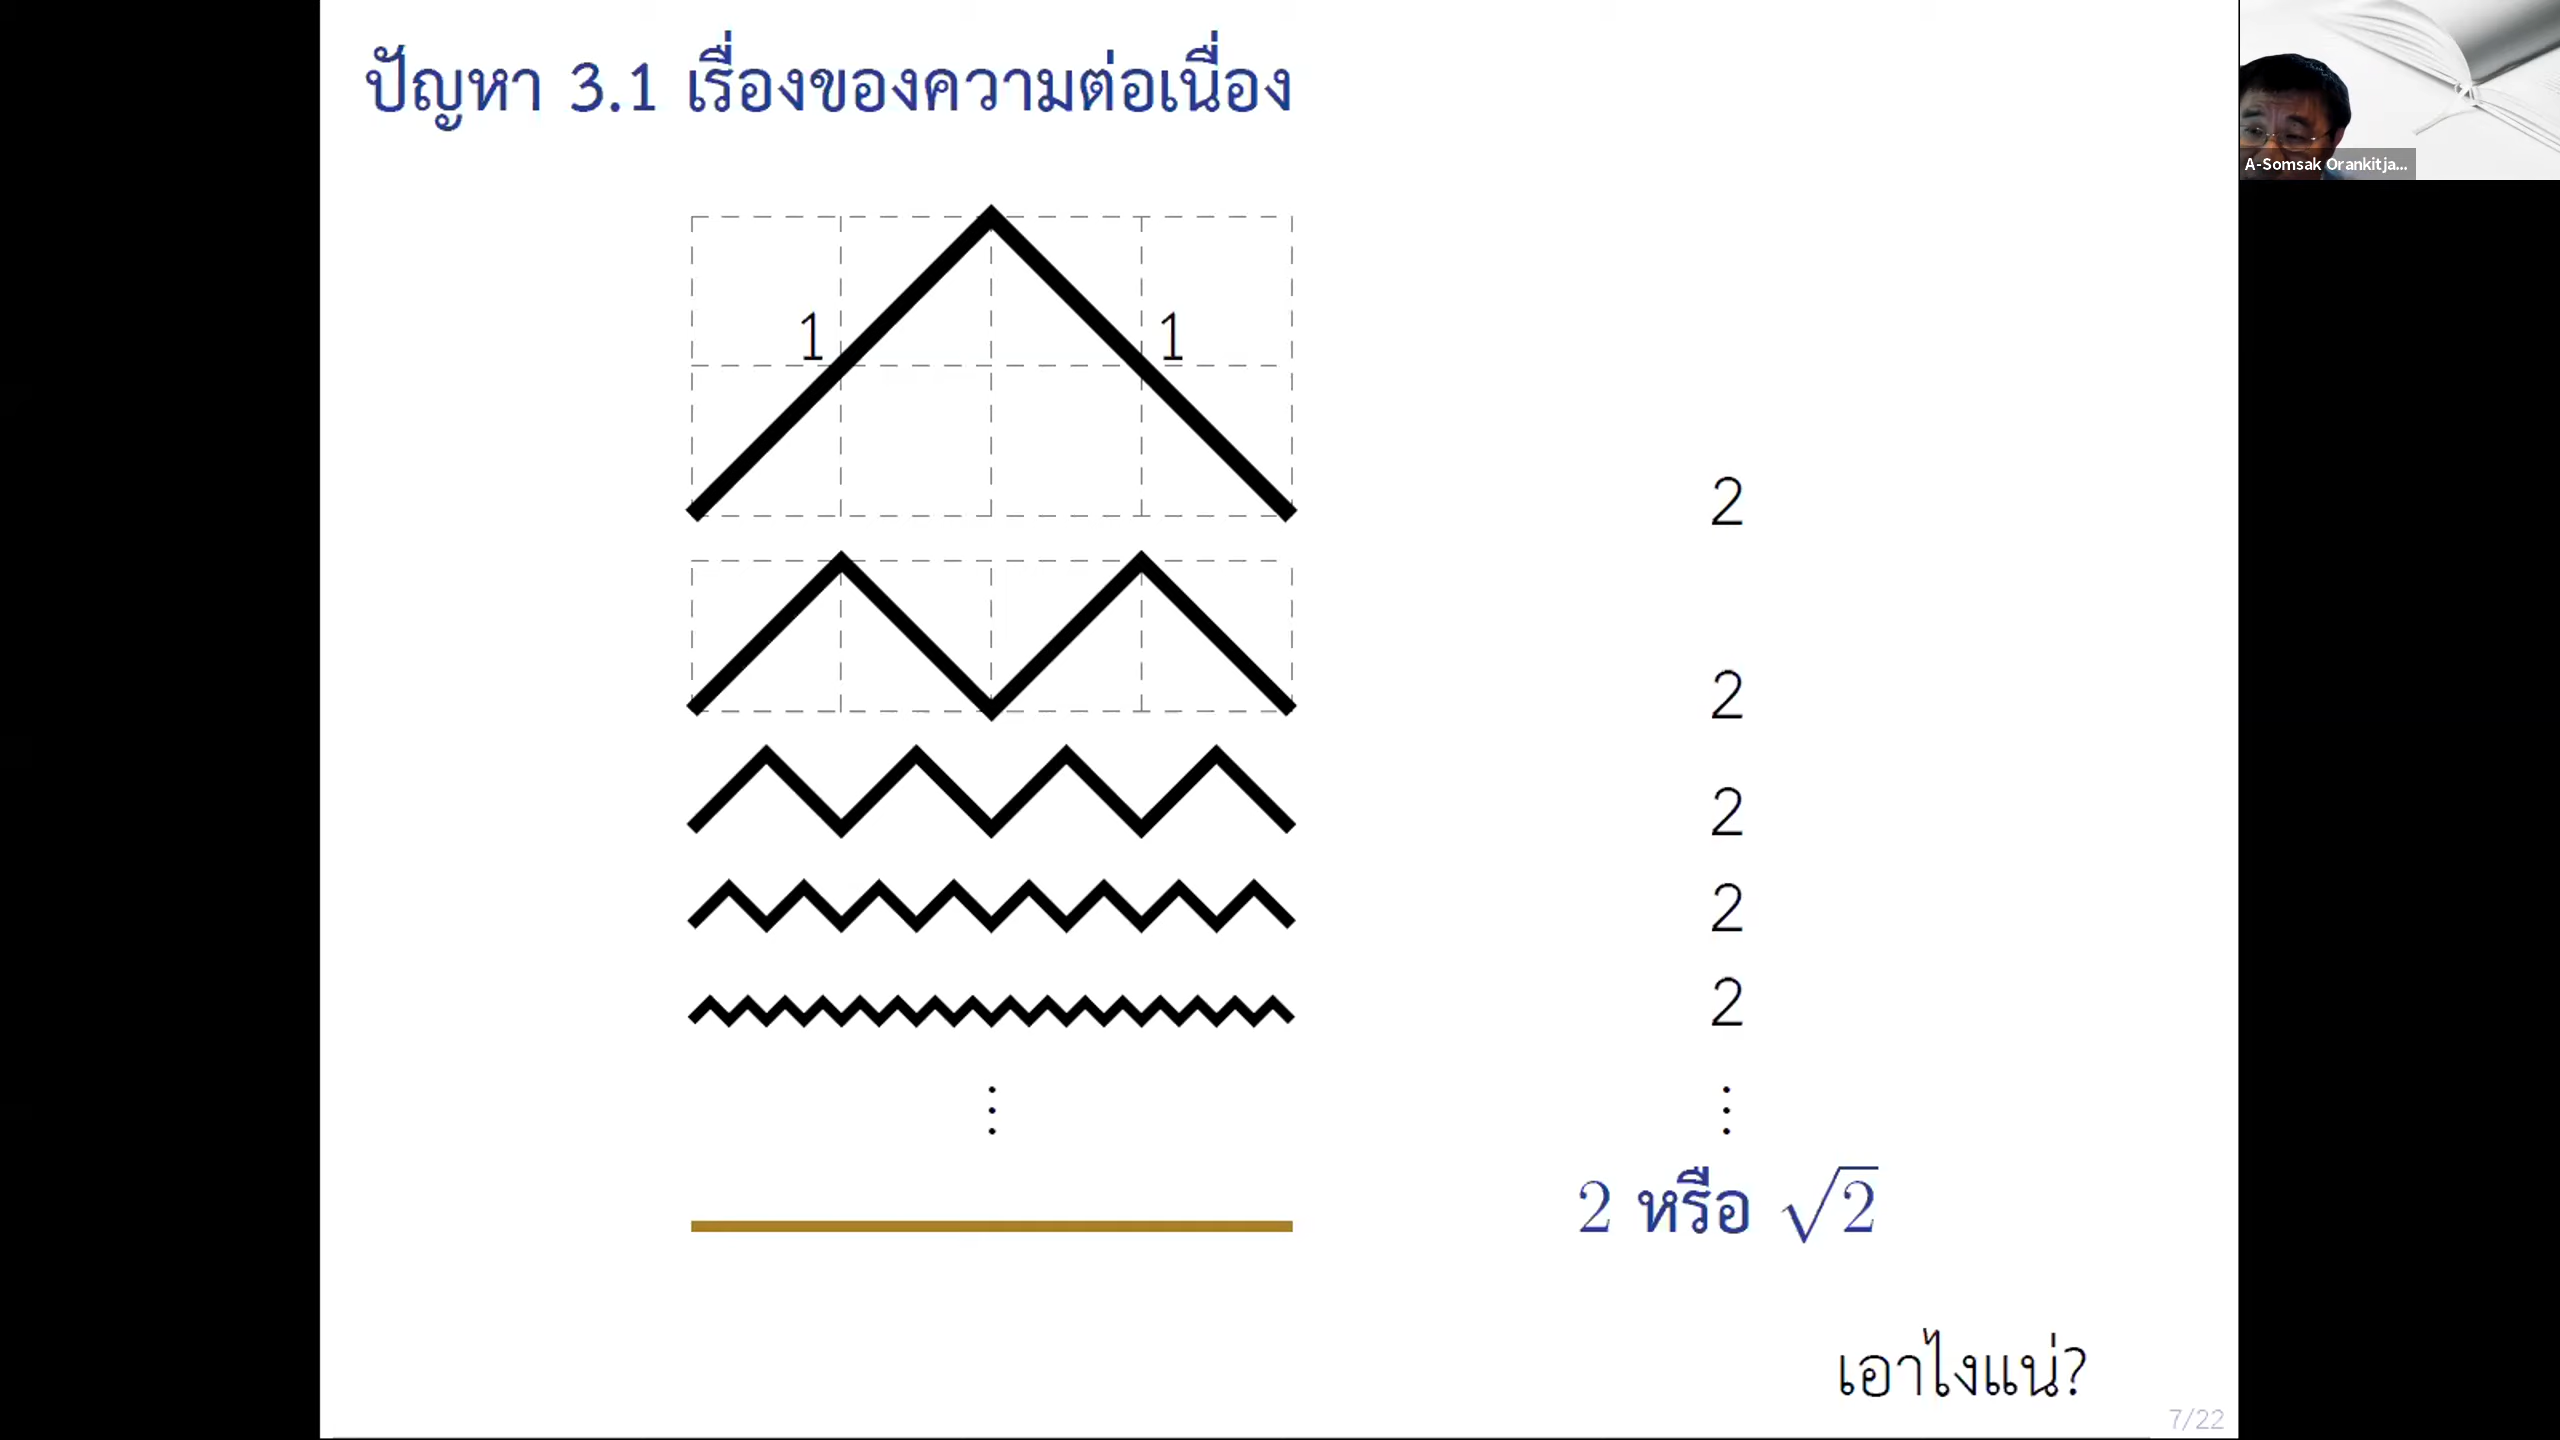 ปัญหา 3.1 เรื่องของความต่อเนื่อง
A-Somsak Orankitja...
1 1
2
2
2
2
2
⋮ ⋮
2 หรือ √2
เอาไงแน่?
7/22